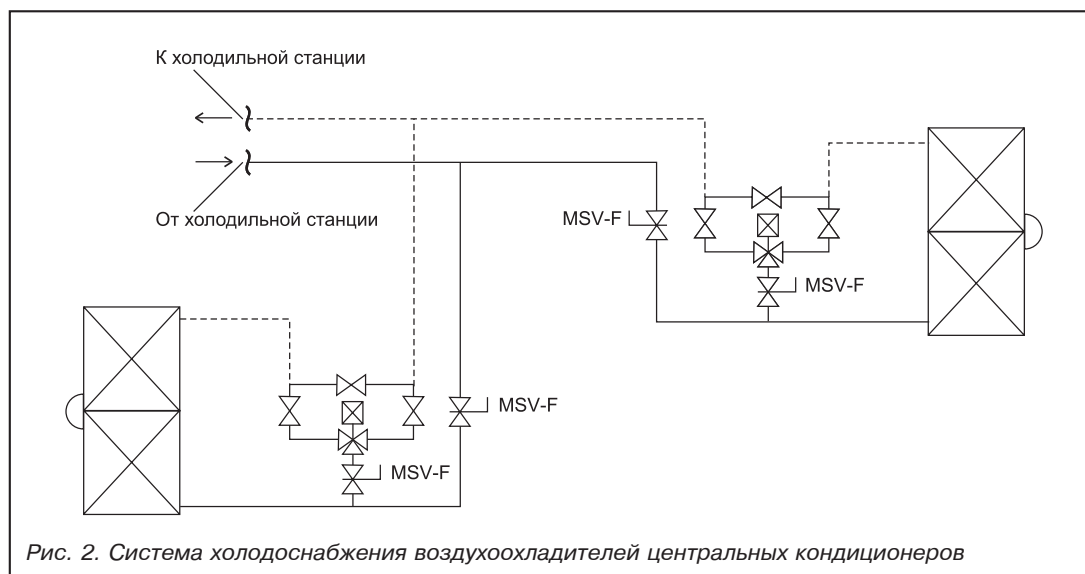 К холодильной станции
От холодильной станции
MSV-F
MSV-F
MSV-F
MSV-F
Рис. 2. Система холодоснабжения воздухоохладителей центральных кондиционеров